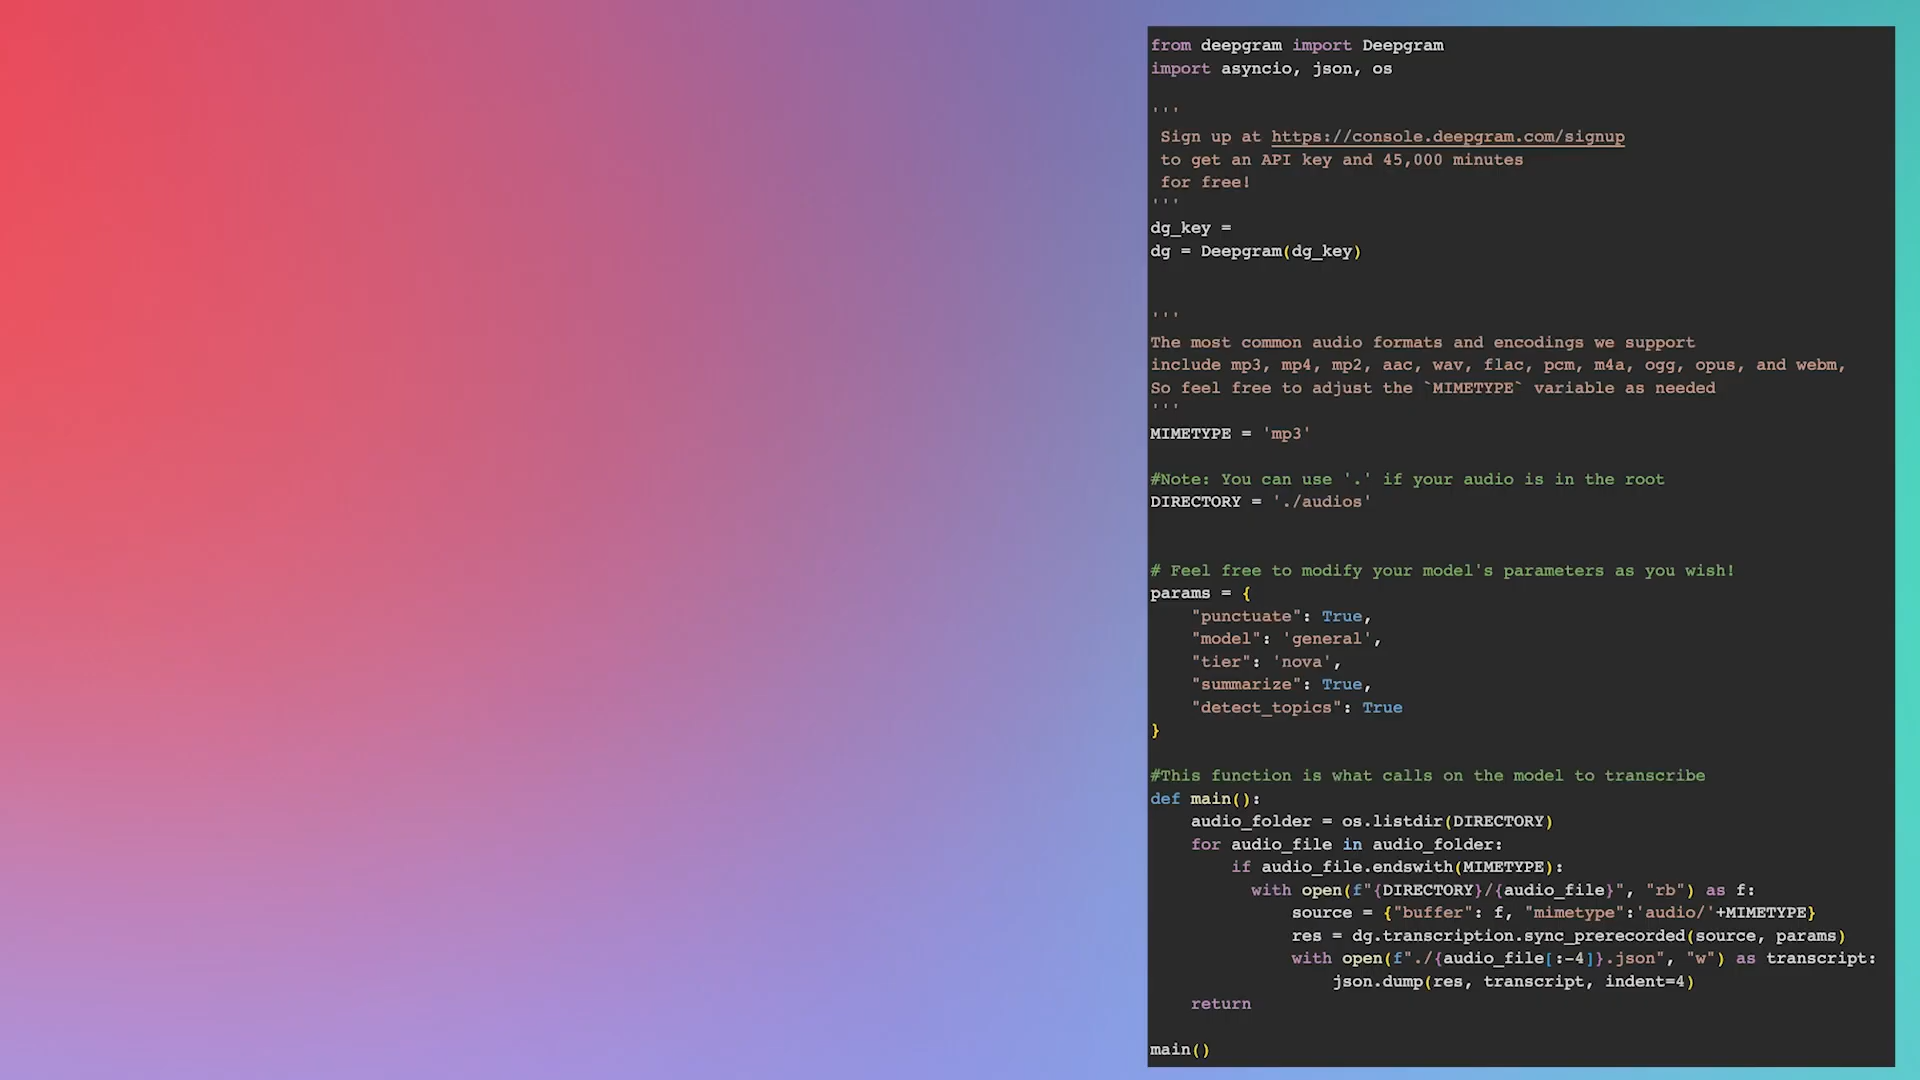 from deepgram import Deepgram
import asyncio, json, os
'''
Sign up at https://console.deepgram.com/signup
to get an API key and 45,000 minutes
for free!
'''
dg_key =
dg = Deepgram(dg_key)
'''
The most common audio formats and encodings we support
include mp3, mp4, mp2, aac, wav, flac, pcm, m4a, ogg, opus, and webm,
So feel free to adjust the `MIMETYPE` variable as needed
'''
MIMETYPE = 'mp3'
#Note: You can use '.' if your audio is in the root
DIRECTORY = './audios'
# Feel free to modify your model's parameters as you wish!
params = {
    "punctuate": True,
    "model": 'general',
    "tier": 'nova',
    "summarize": True,
    "detect_topics": True
}
#This function is what calls on the model to transcribe
def main():
    audio_folder = os.listdir(DIRECTORY)
    for audio_file in audio_folder:
        if audio_file.endswith(MIMETYPE):
          with open(f"{DIRECTORY}/{audio_file}", "rb") as f:
              source = {"buffer": f, "mimetype":'audio/'+MIMETYPE}
              res = dg.transcription.sync_prerecorded(source, params)
              with open(f"./{audio_file[:-4]}.json", "w") as transcript:
                  json.dump(res, transcript, indent=4)
    return
main()